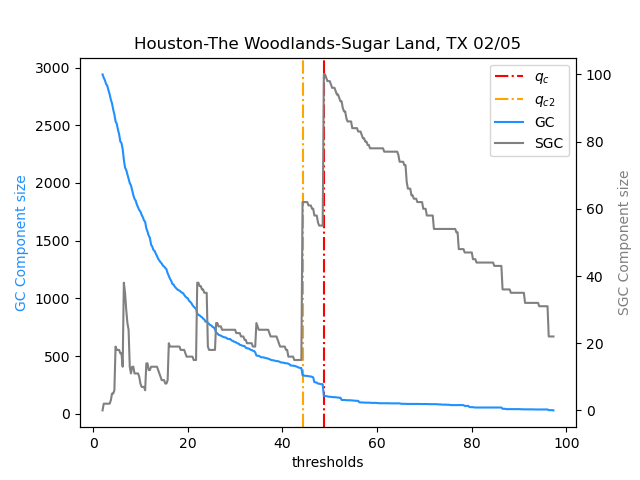 Houston-The Woodlands-Sugar Land, TX 02/05
3000
2500
2000
1500
1000
500
0
GC Component size
100
80
60
40
20
0
SGC Component size
q_c
q_c2
GC
SGC
0 20 40 60 80 100
thresholds